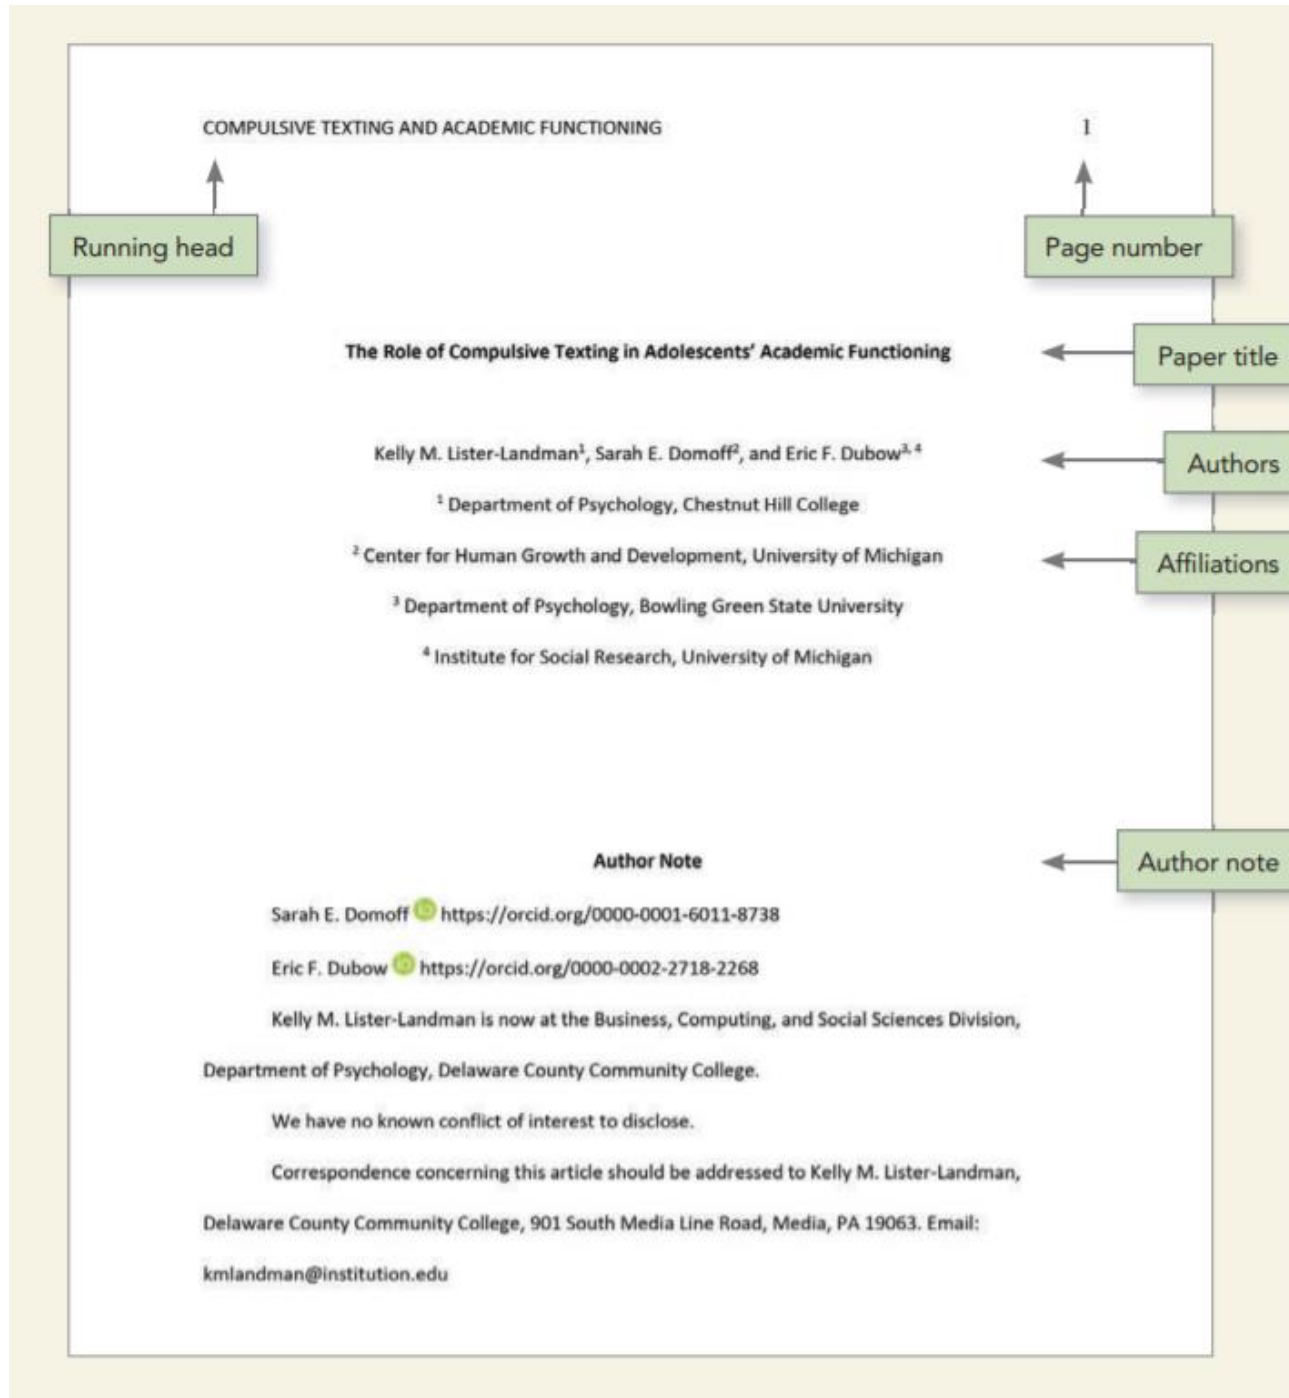 COMPULSIVE TEXTING AND ACADEMIC FUNCTIONING 1
Running head
Page number
The Role of Compulsive Texting in Adolescents’ Academic Functioning
Paper title
Kelly M. Lister-Landman¹, Sarah E. Domoff², and Eric F. Dubow³,⁴
Authors
¹ Department of Psychology, Chestnut Hill College
² Center for Human Growth and Development, University of Michigan
Affiliations
³ Department of Psychology, Bowling Green State University
⁴ Institute for Social Research, University of Michigan
Author Note
Author note
Sarah E. Domoff iD https://orcid.org/0000-0001-6011-8738
Eric F. Dubow iD https://orcid.org/0000-0002-2718-2268
Kelly M. Lister-Landman is now at the Business, Computing, and Social Sciences Division,
Department of Psychology, Delaware County Community College.
We have no known conflict of interest to disclose.
Correspondence concerning this article should be addressed to Kelly M. Lister-Landman,
Delaware County Community College, 901 South Media Line Road, Media, PA 19063. Email:
kmlandman@institution.edu